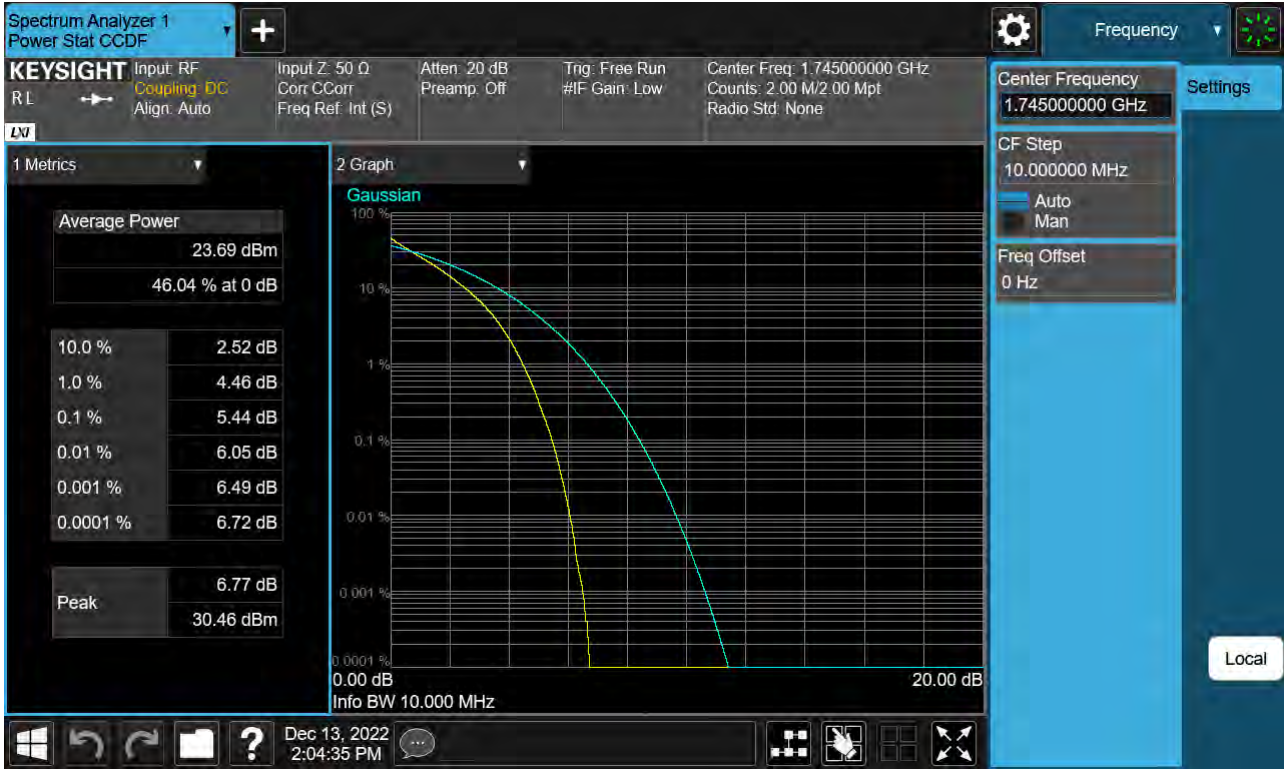 Spectrum Analyzer 1
Power Stat CCDF
Frequency
KEYSIGHT
RL
LXI
Input: RF
Coupling: DC
Align: Auto
Input Z: 50 Ω
Corr CCorr
Freq Ref: Int (S)
Atten: 20 dB
Preamp: Off
Trig: Free Run
#IF Gain: Low
Center Freq: 1.745000000 GHz
Counts: 2.00 M/2.00 Mpt
Radio Std: None
Center Frequency
1.745000000 GHz
Settings
CF Step
10.000000 MHz
Auto
Man
Freq Offset
0 Hz
Local
1 Metrics
Average Power
23.69 dBm
46.04 % at 0 dB
10.0 % 2.52 dB
1.0 % 4.46 dB
0.1 % 5.44 dB
0.01 % 6.05 dB
0.001 % 6.49 dB
0.0001 % 6.72 dB
Peak
6.77 dB
30.46 dBm
2 Graph
Gaussian
100 %
10 %
1 %
0.1 %
0.01 %
0.001 %
0.0001 %
0.00 dB 20.00 dB
Info BW 10.000 MHz
?
Dec 13, 2022
2:04:35 PM